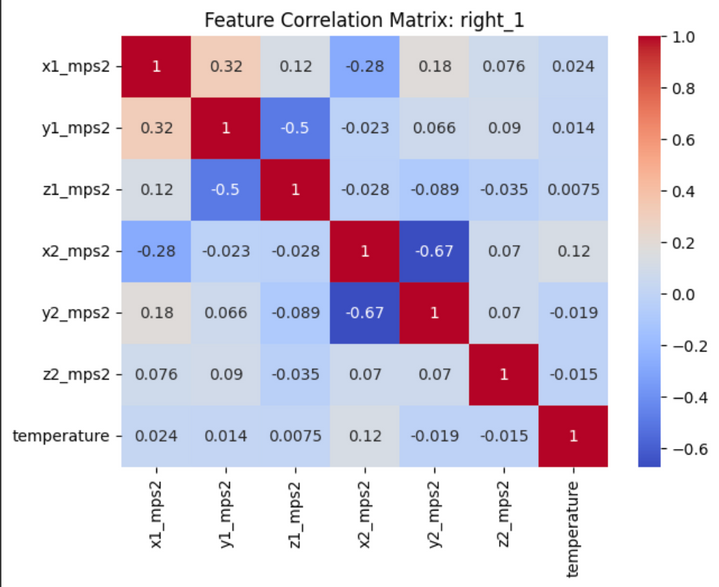 Feature Correlation Matrix: right_1
x1_mps2 1 0.32 0.12 -0.28 0.18 0.076 0.024
y1_mps2 0.32 1 -0.5 -0.023 0.066 0.09 0.014
z1_mps2 0.12 -0.5 1 -0.028 -0.089 -0.035 0.0075
x2_mps2 -0.28 -0.023 -0.028 1 -0.67 0.07 0.12
y2_mps2 0.18 0.066 -0.089 -0.67 1 0.07 -0.019
z2_mps2 0.076 0.09 -0.035 0.07 0.07 1 -0.015
temperature 0.024 0.014 0.0075 0.12 -0.019 -0.015 1
x1_mps2 y1_mps2 z1_mps2 x2_mps2 y2_mps2 z2_mps2 temperature
1.0
0.8
0.6
0.4
0.2
0.0
−0.2
−0.4
−0.6